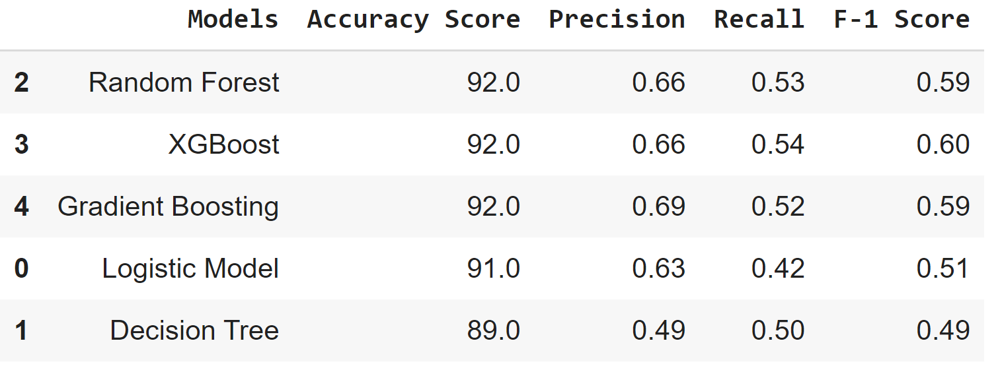 Models Accuracy Score Precision Recall F-1 Score
2 Random Forest 92.0 0.66 0.53 0.59
3 XGBoost 92.0 0.66 0.54 0.60
4 Gradient Boosting 92.0 0.69 0.52 0.59
0 Logistic Model 91.0 0.63 0.42 0.51
1 Decision Tree 89.0 0.49 0.50 0.49